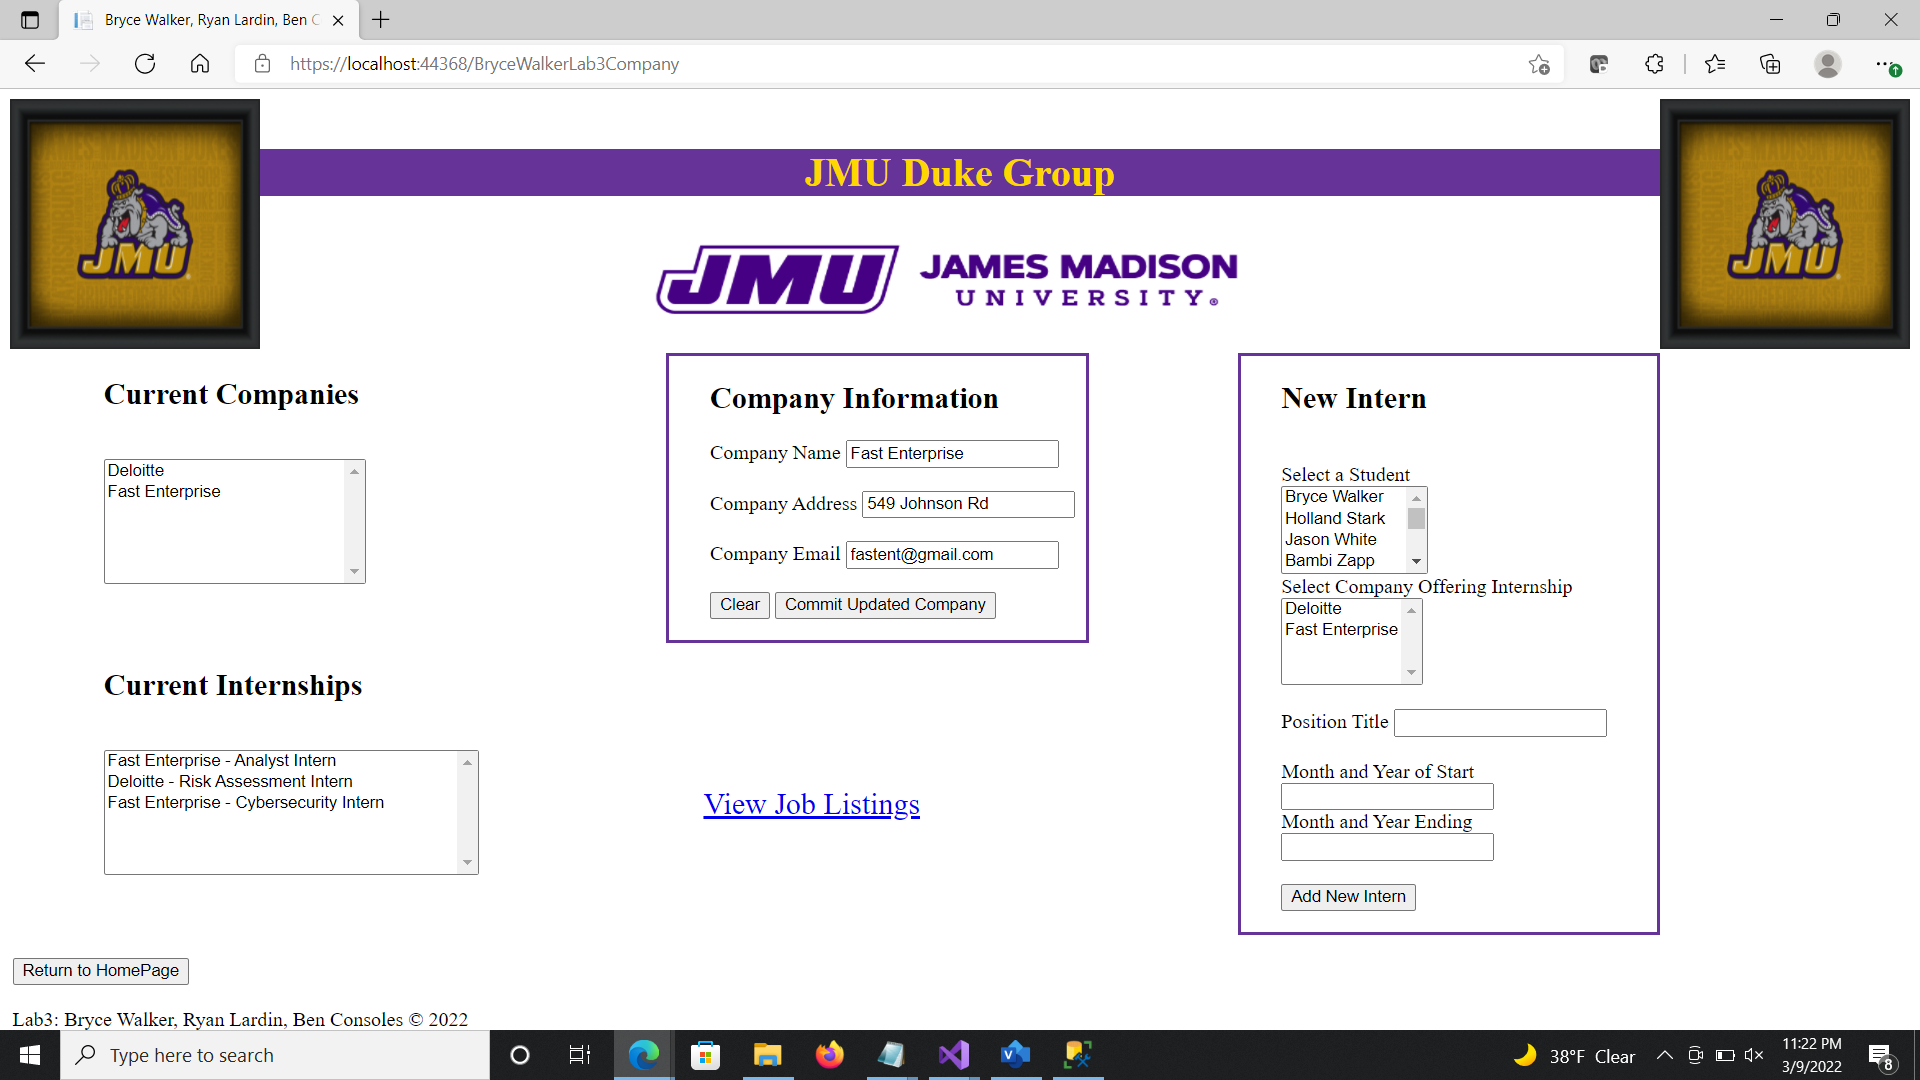 Bryce Walker, Ryan Lardin, Ben C
https://localhost:44368/BryceWalkerLab3Company
JMU Duke Group
JMU
JMU
JMU JAMES MADISON
UNIVERSITY.®
Current Companies
Deloitte
Fast Enterprise
Current Internships
Fast Enterprise - Analyst Intern
Deloitte - Risk Assessment Intern
Fast Enterprise - Cybersecurity Intern
Company Information
Company Name Fast Enterprise
Company Address 549 Johnson Rd
Company Email fastent@gmail.com
Clear Commit Updated Company
View Job Listings
New Intern
Select a Student
Bryce Walker
Holland Stark
Jason White
Bambi Zapp
Select Company Offering Internship
Deloitte
Fast Enterprise
Position Title
Month and Year of Start
Month and Year Ending
Add New Intern
Return to HomePage
Lab3: Bryce Walker, Ryan Lardin, Ben Consoles © 2022
Type here to search
38°F Clear
11:22 PM
3/9/2022
8